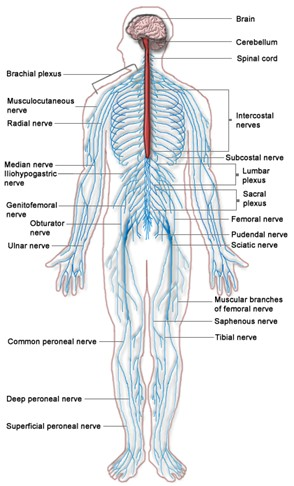 Brain
Cerebellum
Spinal cord
Brachial plexus
Musculocutaneous
nerve
Radial nerve
Intercostal
nerves
Median nerve
Iliohypogastric
nerve
Subcostal nerve
Lumbar
plexus
Sacral
plexus
Genitofemoral
nerve
Obturator
nerve
Ulnar nerve
Femoral nerve
Pudendal nerve
Sciatic nerve
Muscular branches
of femoral nerve
Saphenous nerve
Common peroneal nerve
Tibial nerve
Deep peroneal nerve
Superficial peroneal nerve